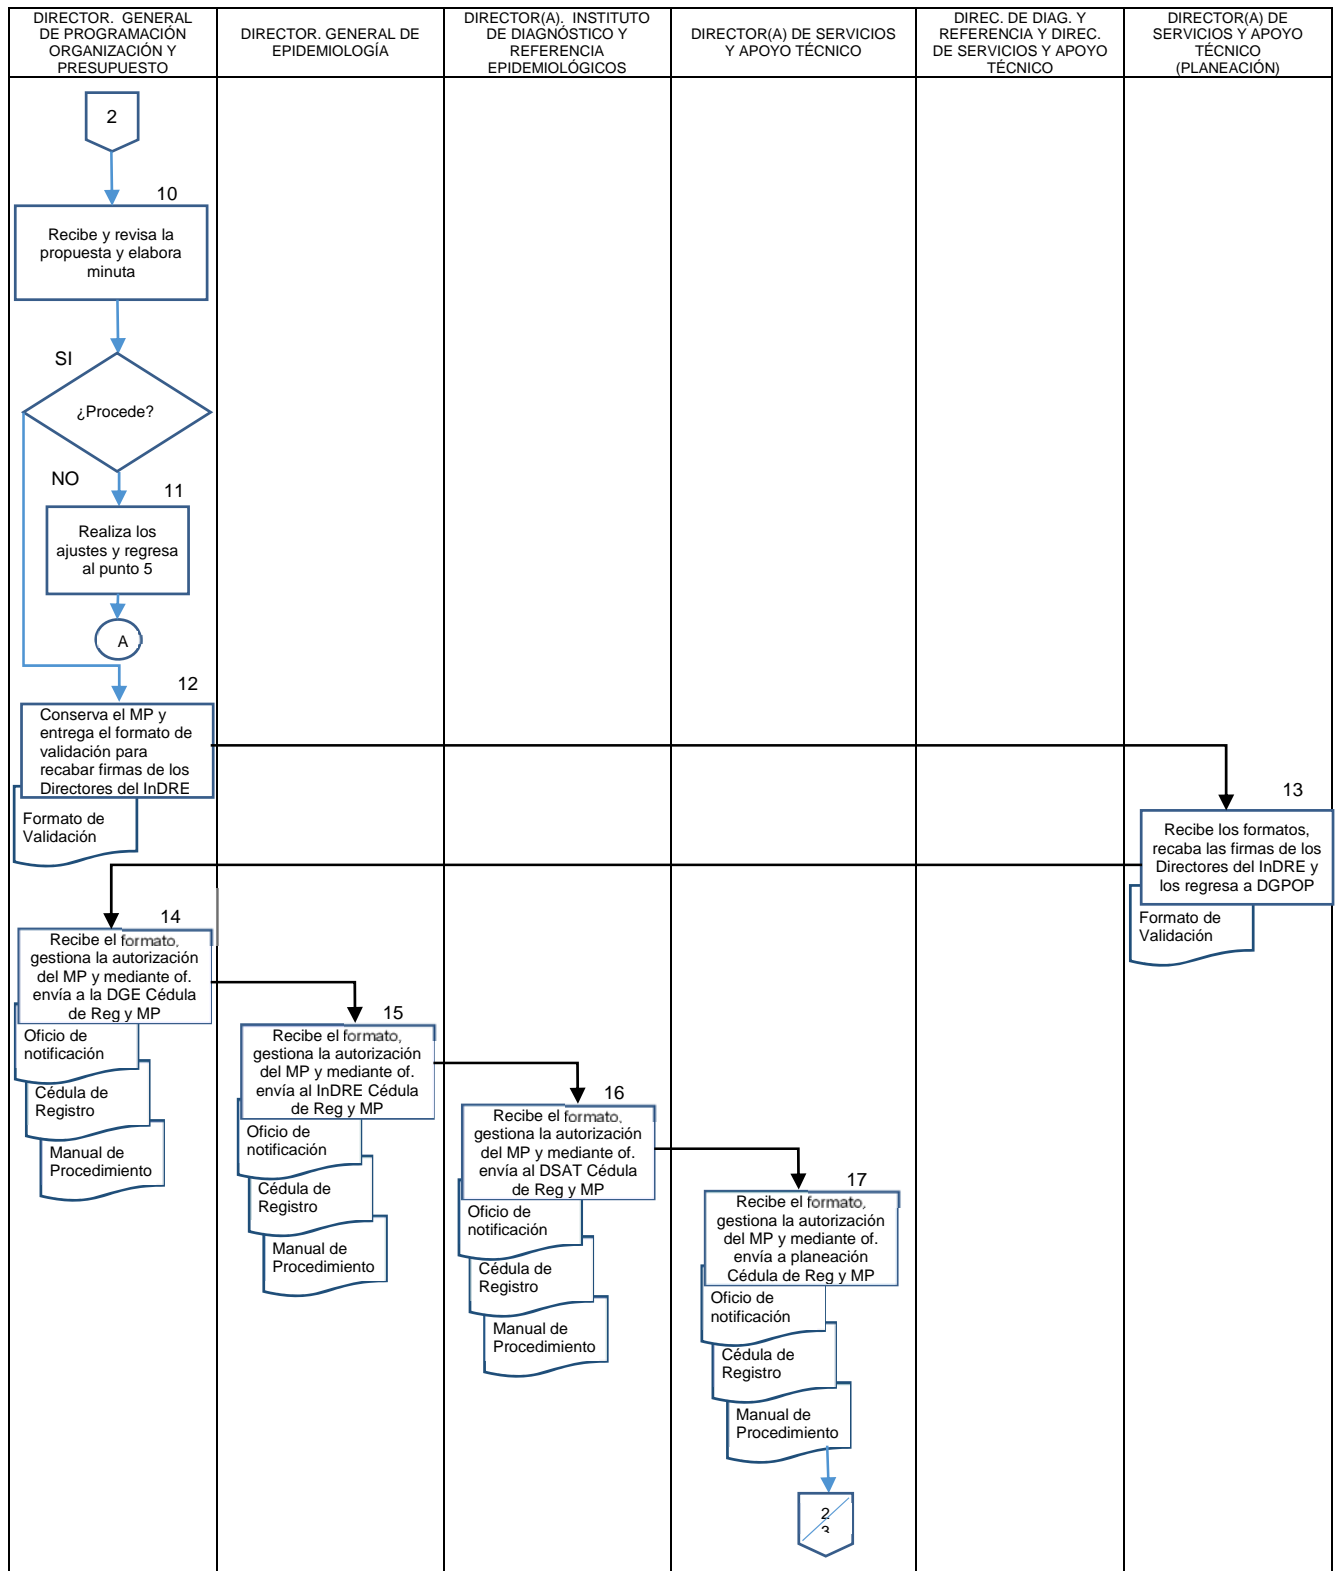 DIRECTOR. GENERAL
DE PROGRAMACIÓN
ORGANIZACIÓN Y
PRESUPUESTO
DIRECTOR. GENERAL DE
EPIDEMIOLOGÍA
DIRECTOR(A). INSTITUTO
DE DIAGNÓSTICO Y
REFERENCIA
EPIDEMIOLÓGICOS
DIRECTOR(A) DE SERVICIOS
Y APOYO TÉCNICO
DIREC. DE DIAG. Y
REFERENCIA Y DIREC.
DE SERVICIOS Y APOYO
TÉCNICO
DIRECTOR(A) DE
SERVICIOS Y APOYO
TÉCNICO
(PLANEACIÓN)
2
10
Recibe y revisa la
propuesta y elabora
minuta
SI
¿Procede?
NO
11
Realiza los
ajustes y regresa
al punto 5
A
12
Conserva el MP y
entrega el formato de
validación para
recabar firmas de los
Directores del InDRE
Formato de
Validación
13
Recibe los formatos,
recaba las firmas de los
Directores del InDRE y
los regresa a DGPOP
Formato de
Validación
14
Recibe el formato,
gestiona la autorización
del MP y mediante of.
envía a la DGE Cédula
de Reg y MP
Oficio de
notificación
Cédula de
Registro
Manual de
Procedimiento
15
Recibe el formato,
gestiona la autorización
del MP y mediante of.
envía al InDRE Cédula
de Reg y MP
Oficio de
notificación
Cédula de
Registro
Manual de
Procedimiento
16
Recibe el formato,
gestiona la autorización
del MP y mediante of.
envía al DSAT Cédula
de Reg y MP
Oficio de
notificación
Cédula de
Registro
Manual de
Procedimiento
17
Recibe el formato,
gestiona la autorización
del MP y mediante of.
envía a planeación
Cédula de Reg y MP
Oficio de
notificación
Cédula de
Registro
Manual de
Procedimiento
2
3